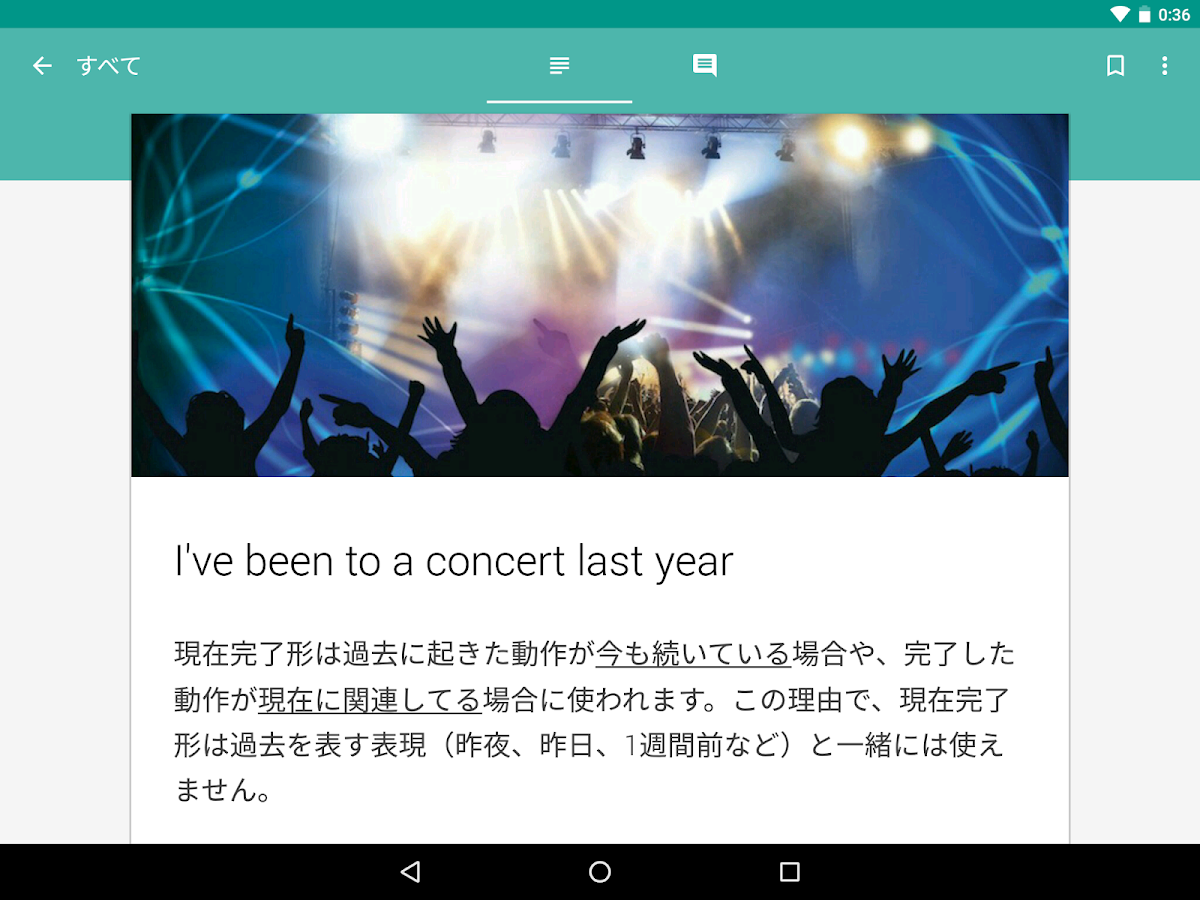 0:36
すべて
I've been to a concert last year
現在完了形は過去に起きた動作が今も続いている場合や、完了した
動作が現在に関連してる場合に使われます。この理由で、現在完了
形は過去を表す表現（昨夜、昨日、1週間前など）と一緒には使え
ません。